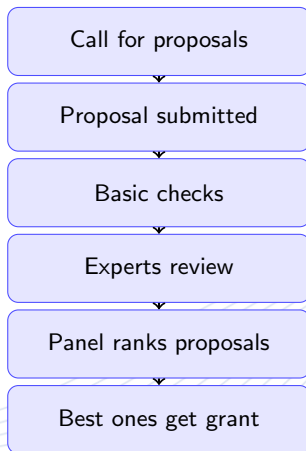 Call for proposals
Proposal submitted
Basic checks
Experts review
Panel ranks proposals
Best ones get grant